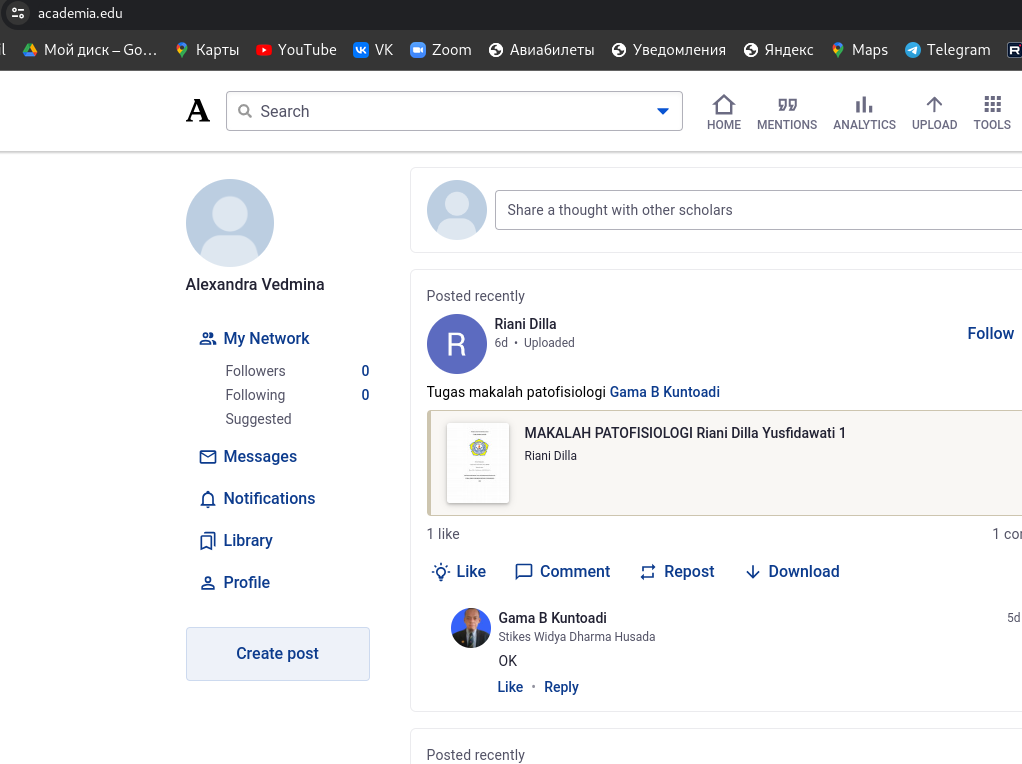 academia.edu
Мой диск – Go... Карты YouTube VK Zoom Авиабилеты Уведомления Яндекс Maps Telegram
A Search HOME MENTIONS ANALYTICS UPLOAD TOOLS
Share a thought with other scholars
Alexandra Vedmina
My Network
Followers 0
Following 0
Suggested
Messages
Notifications
Library
Profile
Create post
Posted recently
R
Riani Dilla
6d • Uploaded
Follow
Tugas makalah patofisiologi Gama B Kuntoadi
MAKALAH PATOFISIOLOGI Riani Dilla Yusfidawati 1
Riani Dilla
1 like 1
Like Comment Repost Download
Gama B Kuntoadi 5d
Stikes Widya Dharma Husada
OK
Like • Reply
Posted recently